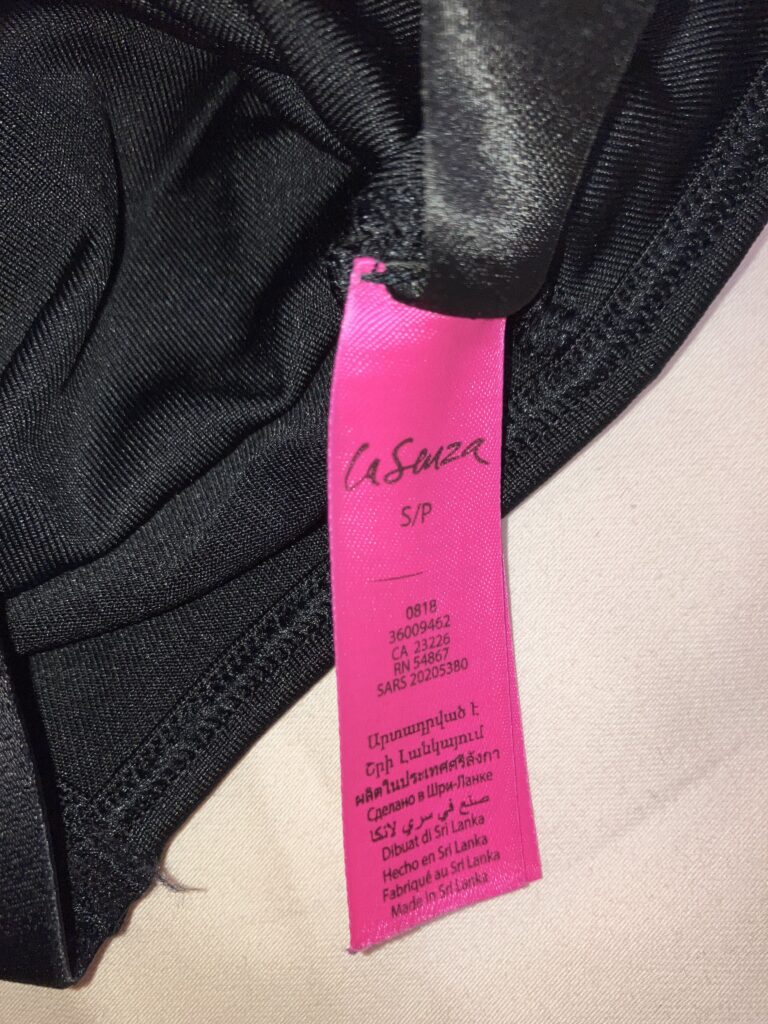 La Senza
S/P
0818
36009462
CA 23226
RN 54867
SARS 20205380
Արտադրված է
Շրի Լանկայում
ผลิตในประเทศศรีลังกา
Сделано в Шри-Ланке
صنع في سري لانكا
Dibuat di Sri Lanka
Hecho en Sri Lanka
Fabriqué au Sri Lanka
Made in Sri Lanka